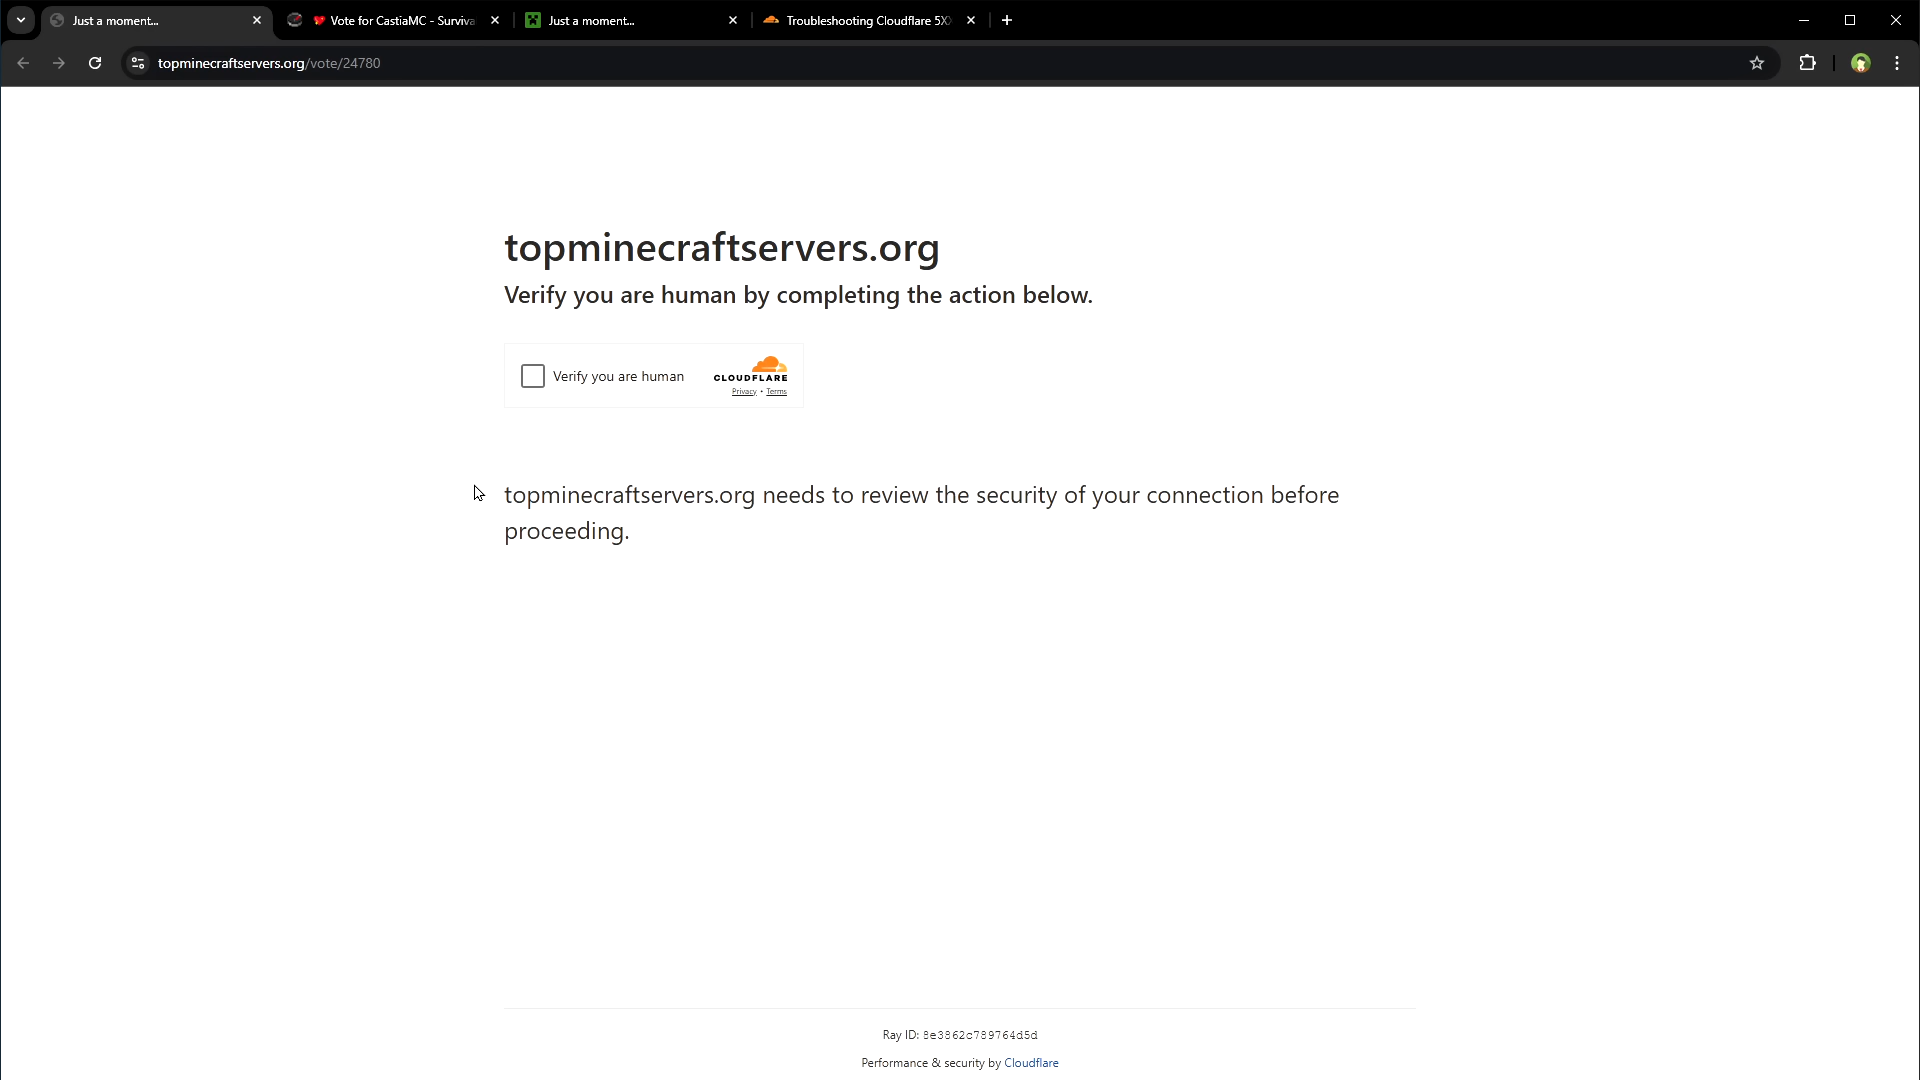 Just a moment...
Vote for CastiaMC - Surviva
Just a moment...
Troubleshooting Cloudflare 5X
topminecraftservers.org/vote/24780
topminecraftservers.org
Verify you are human by completing the action below.
Verify you are human
CLOUDFLARE
Privacy • Terms
topminecraftservers.org needs to review the security of your connection before
proceeding.
Ray ID: 8e3862c789764d5d
Performance & security by Cloudflare